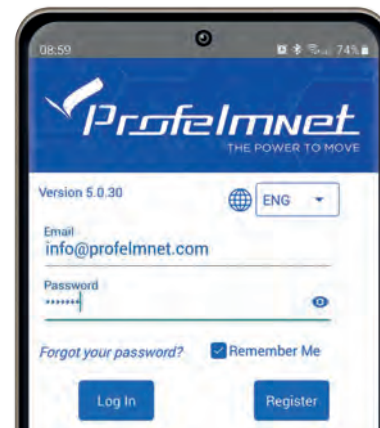 08:59 74%
Profelmnet
THE POWER TO MOVE
Version 5.0.30
ENG
Email
info@profelmnet.com
Password
•••••••
Forgot your password? Remember Me
Log In Register